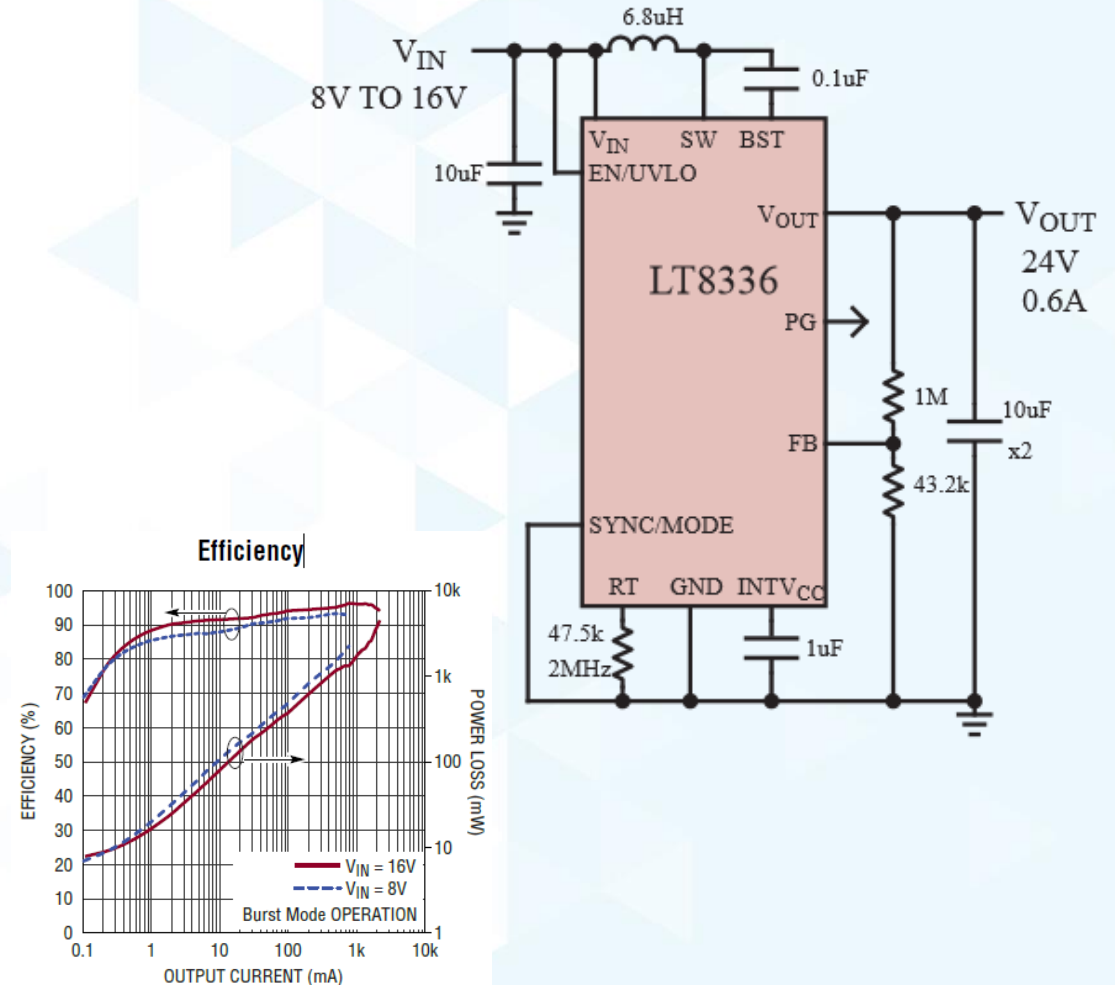 6.8uH
VIN
8V TO 16V
0.1uF
10uF
VIN SW BST
EN/UVLO
VOUT
VOUT
24V
0.6A
LT8336
PG
1M
10uF
x2
FB
43.2k
SYNC/MODE
RT GND INTVCC
47.5k
2MHz
1uF
Efficiency
EFFICIENCY (%)
100
90
80
70
60
50
40
30
20
10
0
10k
1k
100
10
1
POWER LOSS (mW)
VIN = 16V
VIN = 8V
Burst Mode OPERATION
0.1 1 10 100 1k 10k
OUTPUT CURRENT (mA)